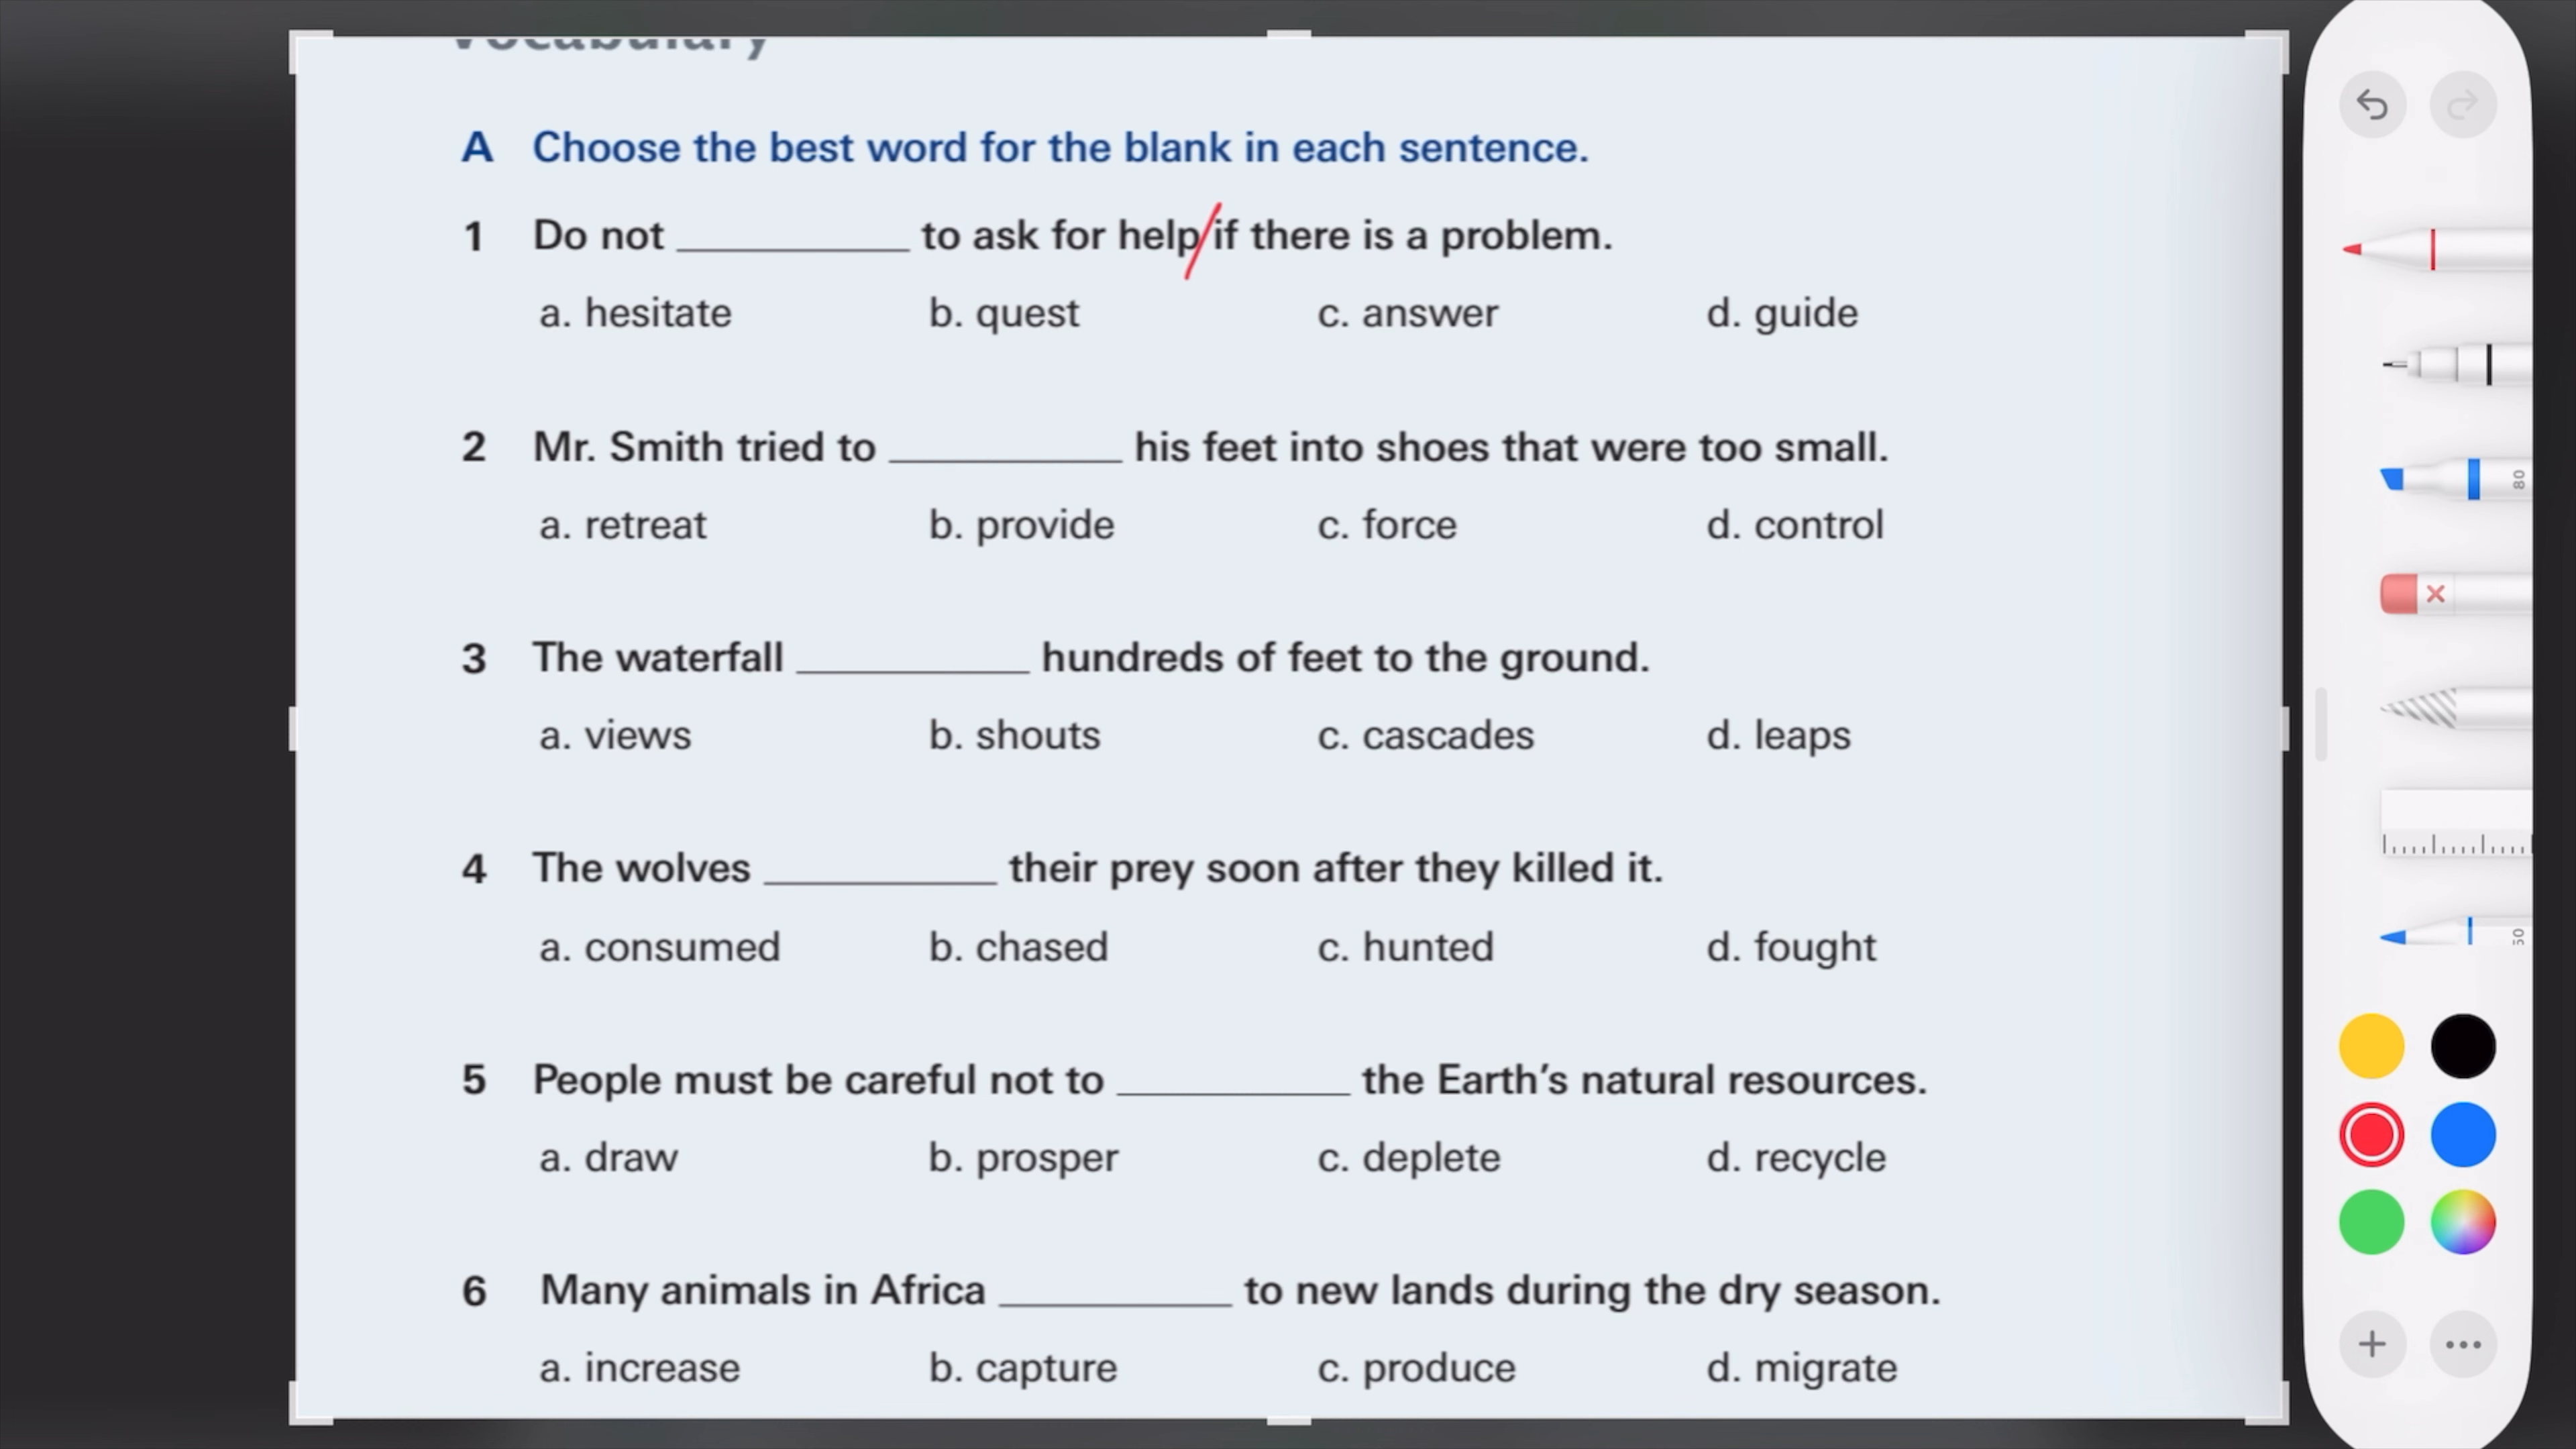 Vocabulary
A Choose the best word for the blank in each sentence.
1 Do not __________ to ask for help/if there is a problem.
a. hesitate b. quest c. answer d. guide
2 Mr. Smith tried to __________ his feet into shoes that were too small.
a. retreat b. provide c. force d. control
3 The waterfall __________ hundreds of feet to the ground.
a. views b. shouts c. cascades d. leaps
4 The wolves __________ their prey soon after they killed it.
a. consumed b. chased c. hunted d. fought
5 People must be careful not to __________ the Earth's natural resources.
a. draw b. prosper c. deplete d. recycle
6 Many animals in Africa __________ to new lands during the dry season.
a. increase b. capture c. produce d. migrate
80
50